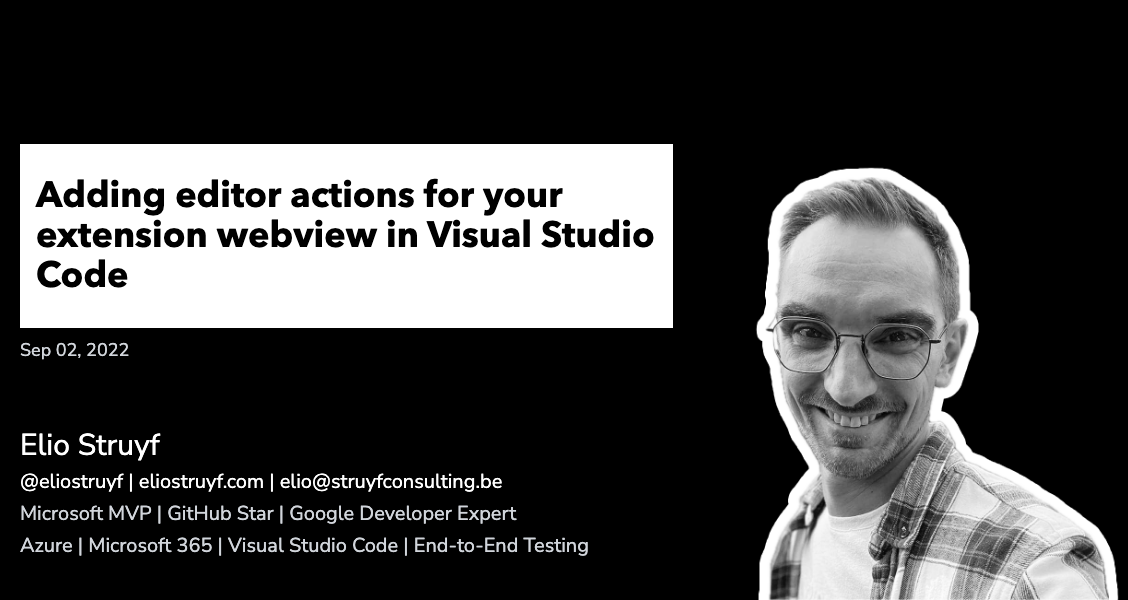 Adding editor actions for your
extension webview in Visual Studio
Code
Sep 02, 2022
Elio Struyf
@eliostruyf | eliostruyf.com | elio@struyfconsulting.be
Microsoft MVP | GitHub Star | Google Developer Expert
Azure | Microsoft 365 | Visual Studio Code | End-to-End Testing